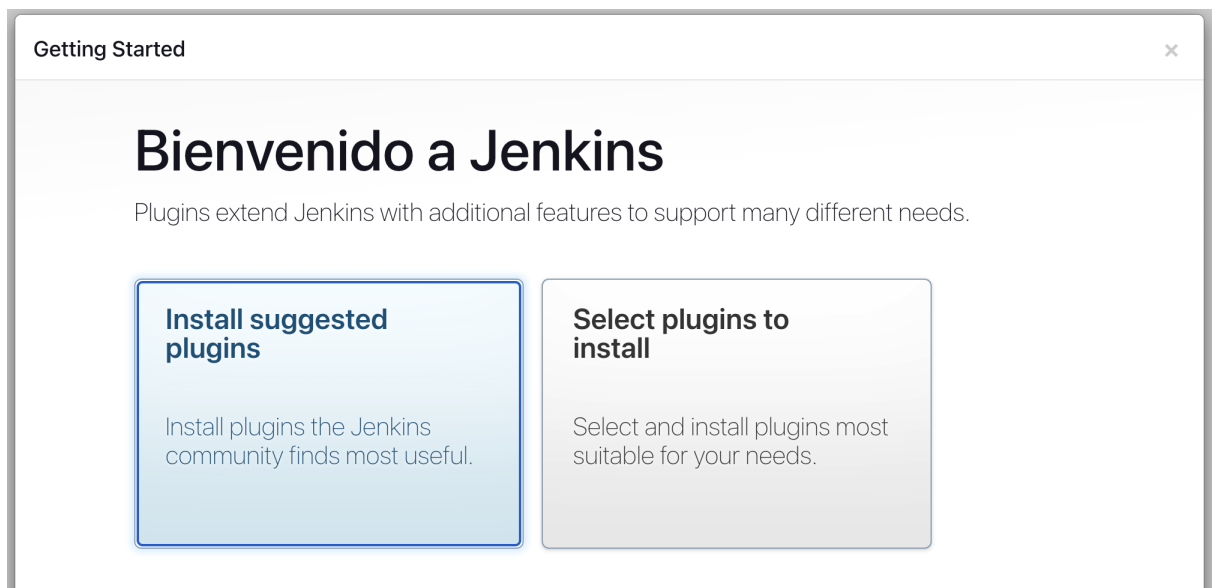 Getting Started
×
Bienvenido a Jenkins
Plugins extend Jenkins with additional features to support many different needs.
Install suggested
plugins
Install plugins the Jenkins
community finds most useful.
Select plugins to
install
Select and install plugins most
suitable for your needs.